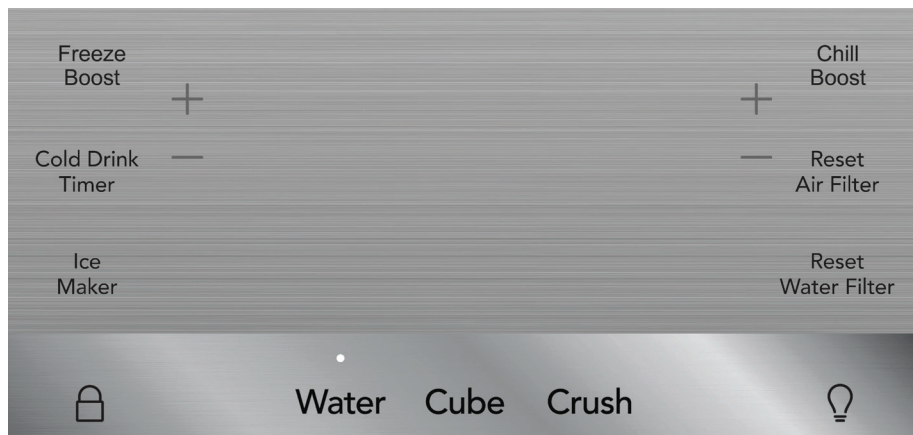 Freeze
Boost
Chill
Boost
+
+
Cold Drink
Timer
−
−
Reset
Air Filter
Ice
Maker
Reset
Water Filter
Water Cube Crush